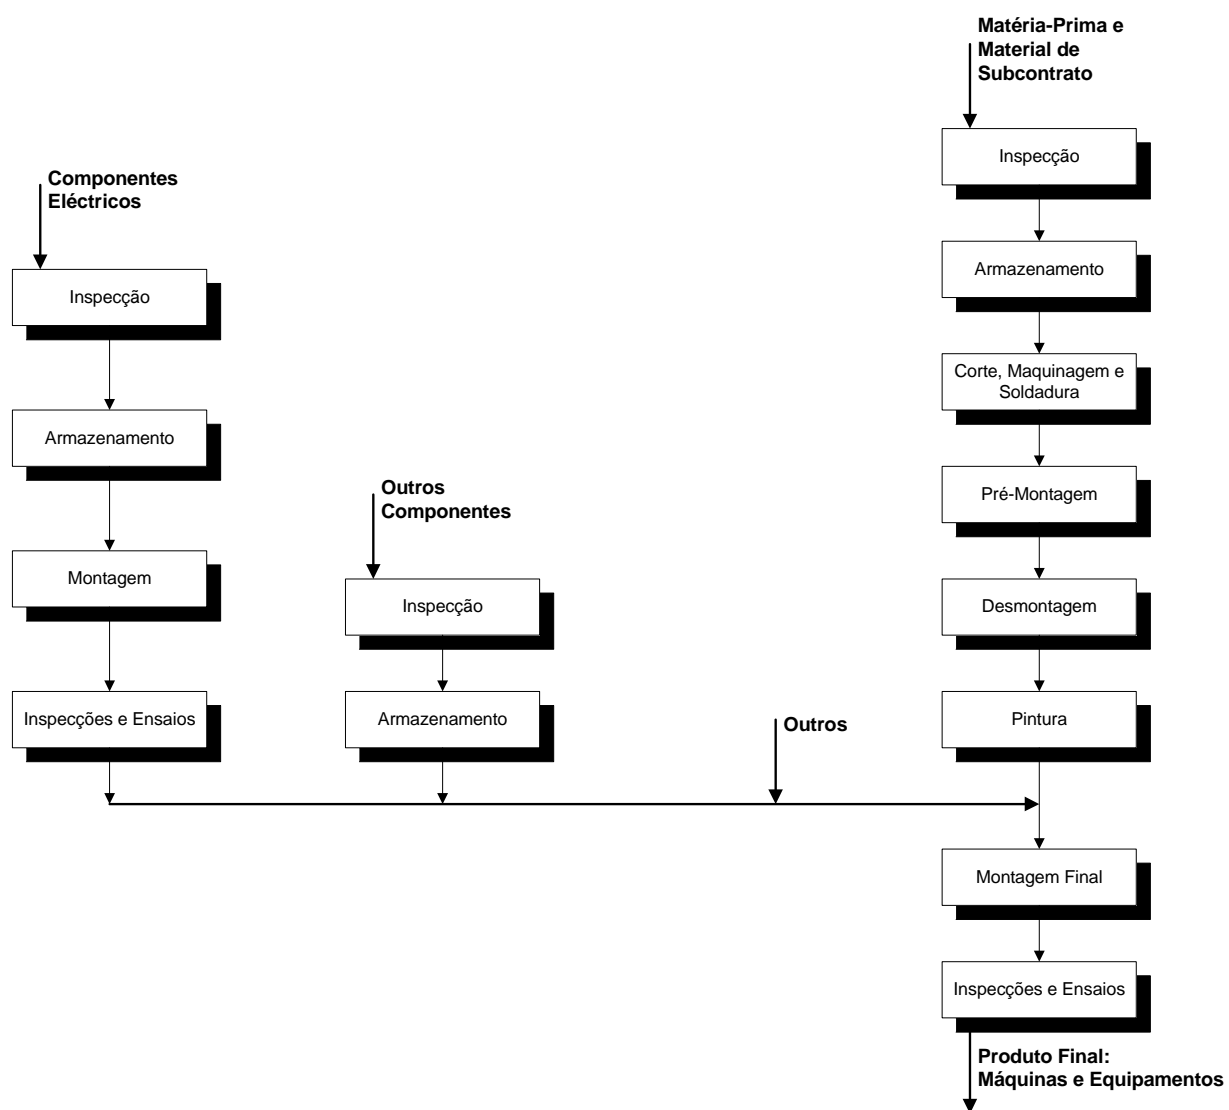 Matéria-Prima e
Material de
Subcontrato
Inspecção
Componentes
Eléctricos
Armazenamento
Inspecção
Corte, Maquinagem e
Soldadura
Armazenamento
Outros
Componentes
Pré-Montagem
Montagem
Inspecção
Desmontagem
Inspecções e Ensaios
Armazenamento
Outros
Pintura
Montagem Final
Inspecções e Ensaios
Produto Final:
Máquinas e Equipamentos